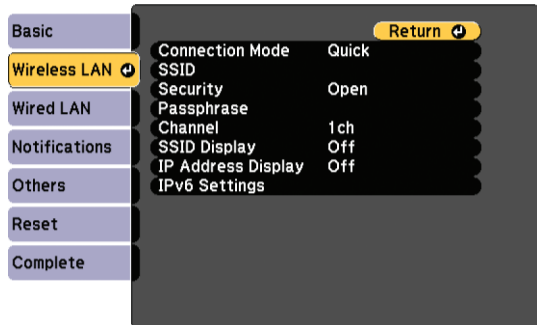 Basic
Wireless LAN
Wired LAN
Notifications
Others
Reset
Complete
Return
Connection Mode Quick
SSID
Security Open
Passphrase
Channel 1ch
SSID Display Off
IP Address Display Off
IPv6 Settings